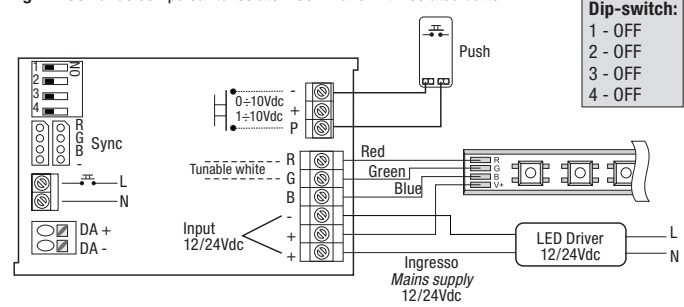 Dip-switch:
1 - OFF
2 - OFF
3 - OFF
4 - OFF
Push
1
2
3
4
ON
0÷10Vdc
1÷10Vdc
-
+
P
R
G
B
-
Sync
L
N
DA +
DA -
Tunable white
R
G
B
-
+
+
Input
12/24Vdc
Red
Green
Blue
R
G
B
V+
LED Driver
12/24Vdc
L
N
Ingresso
Mains supply
12/24Vdc